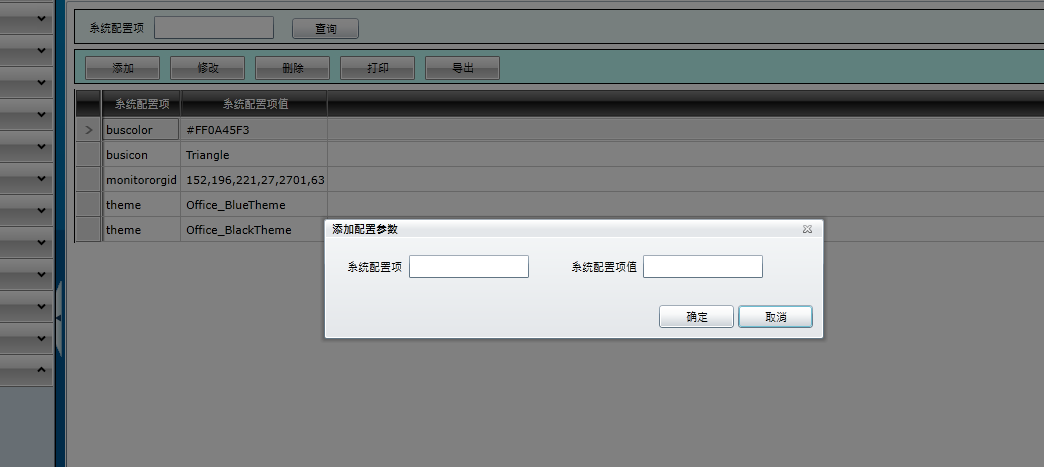 系统配置项 查询
添加 修改 删除 打印 导出
系统配置项 系统配置项值
buscolor #FF0A45F3
busicon Triangle
monitororgid 152,196,221,27,2701,63
theme Office_BlueTheme
theme Office_BlackTheme
添加配置参数
系统配置项 系统配置项值
确定 取消